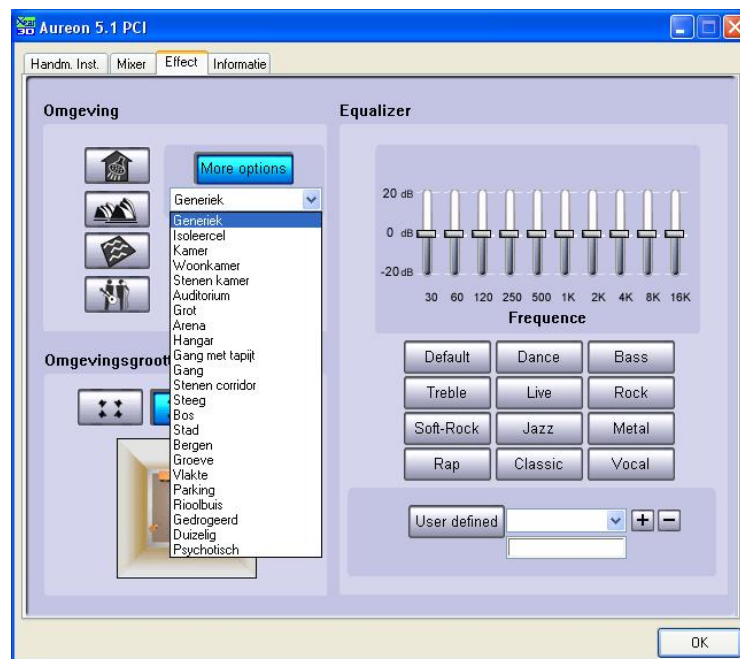 Xear 3D Aureon 5.1 PCI
Handm. Inst. Mixer Effect Informatie
Omgeving
More options
Generiek
Generiek
Isoleercel
Kamer
Woonkamer
Stenen kamer
Auditorium
Grot
Arena
Hangar
Gang met tapijt
Gang
Stenen corridor
Steeg
Bos
Stad
Bergen
Groeve
Vlakte
Parking
Rioolbuis
Gedrogeerd
Duizelig
Psychotisch
Omgevingsgroott
Equalizer
20 dB
0 dB
-20 dB
30 60 120 250 500 1K 2K 4K 8K 16K
Frequence
Default Dance Bass
Treble Live Rock
Soft-Rock Jazz Metal
Rap Classic Vocal
User defined
OK